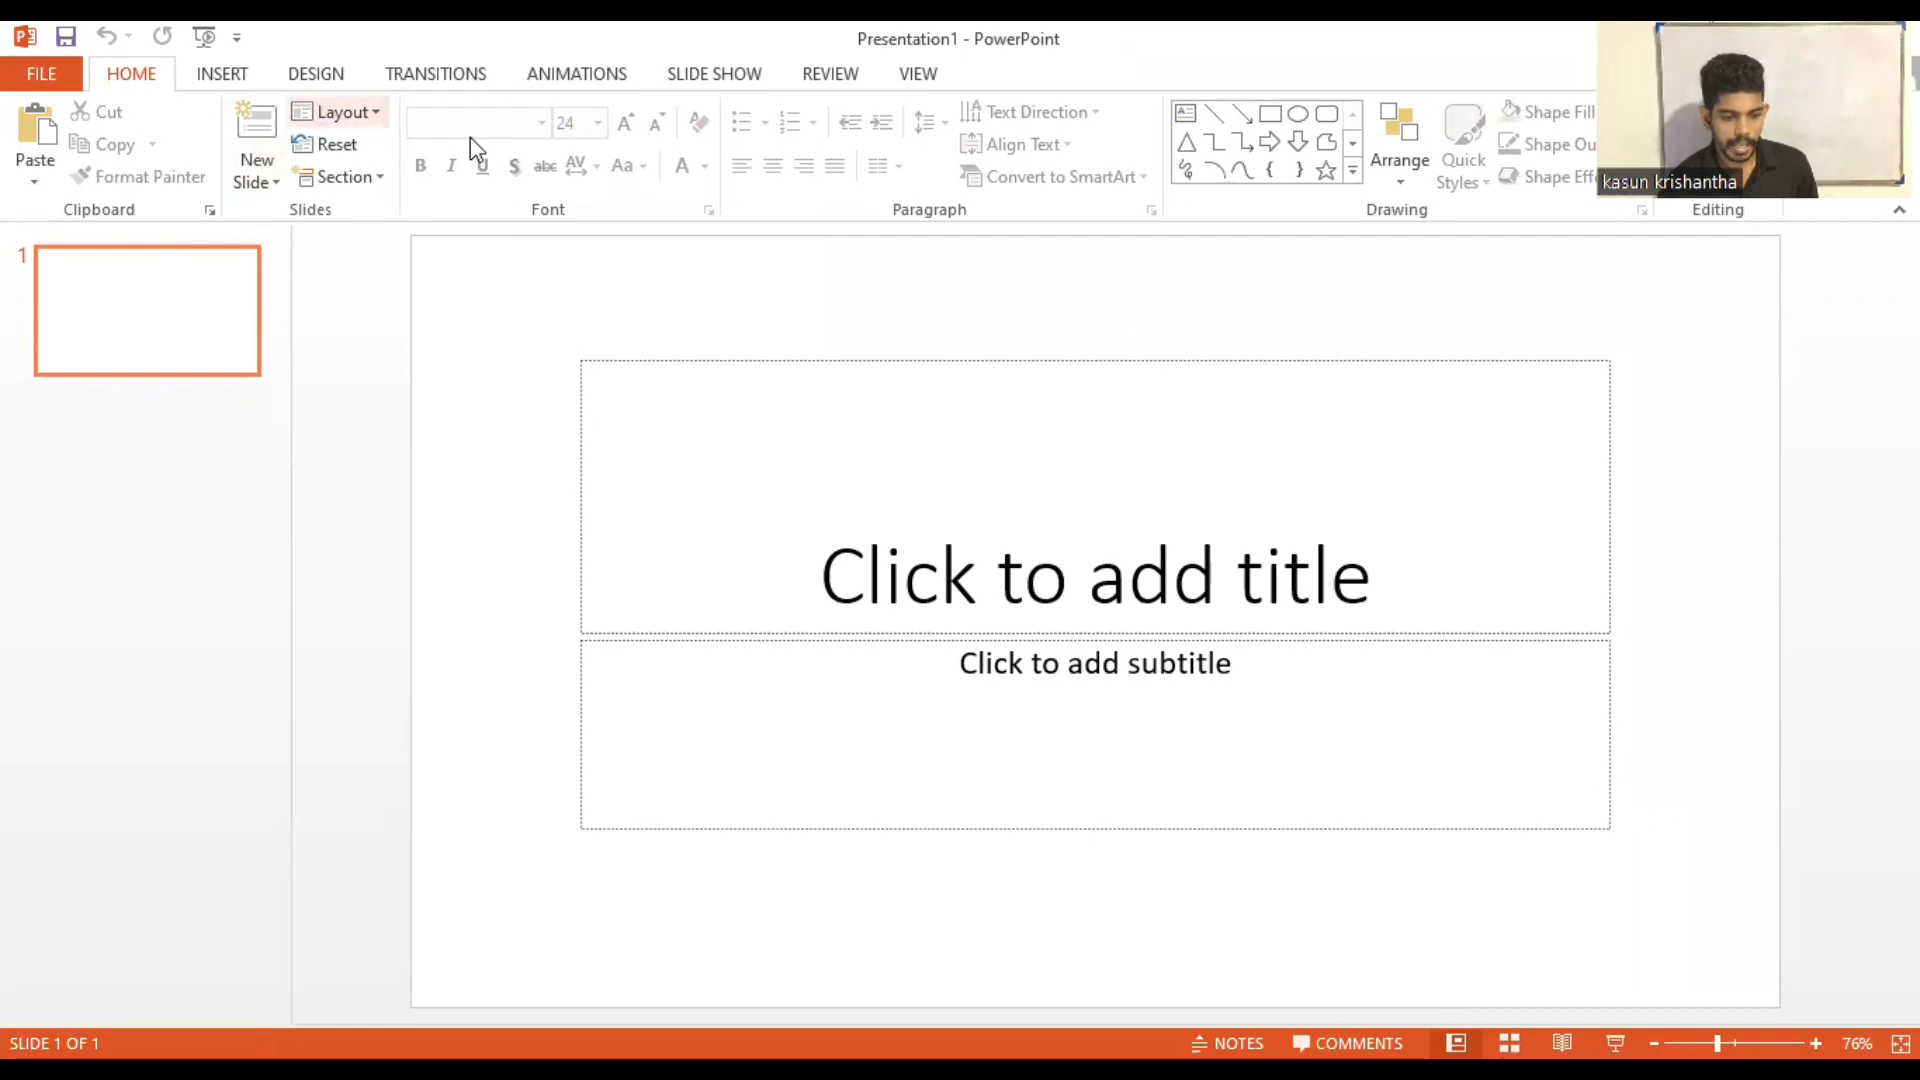 Presentation1 - PowerPoint
FILE
HOME
INSERT
DESIGN
TRANSITIONS
ANIMATIONS
SLIDE SHOW
REVIEW
VIEW
Paste
Cut
Copy
Format Painter
Clipboard
New
Slide
Layout
Reset
Section
Slides
24
B I U S abc AV Aa A
Font
Text Direction
Align Text
Convert to SmartArt
Paragraph
Arrange
Quick
Styles
Shape Fill
Shape Ou
Shape Eff
Drawing
kasun krishantha
Editing
1
Click to add title
Click to add subtitle
SLIDE 1 OF 1
NOTES
COMMENTS
76%